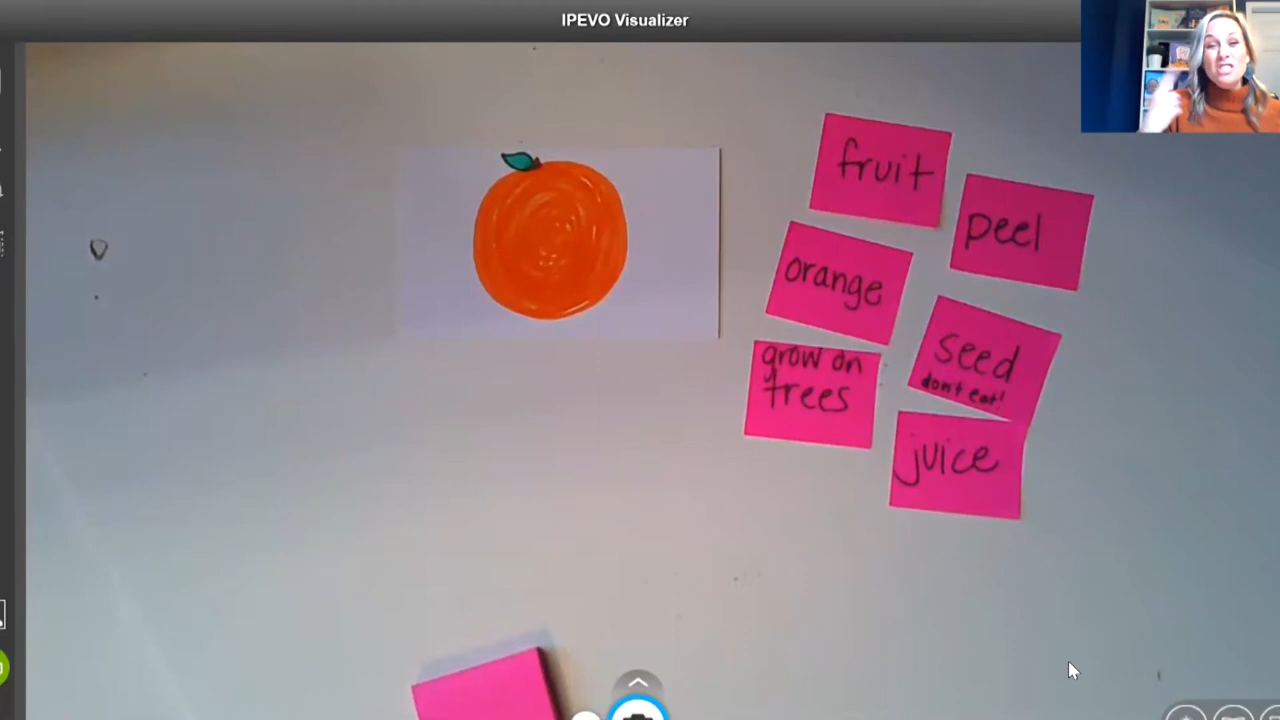 IPEVO Visualizer
fruit
peel
orange
seed
don't eat!
grow on
trees
juice